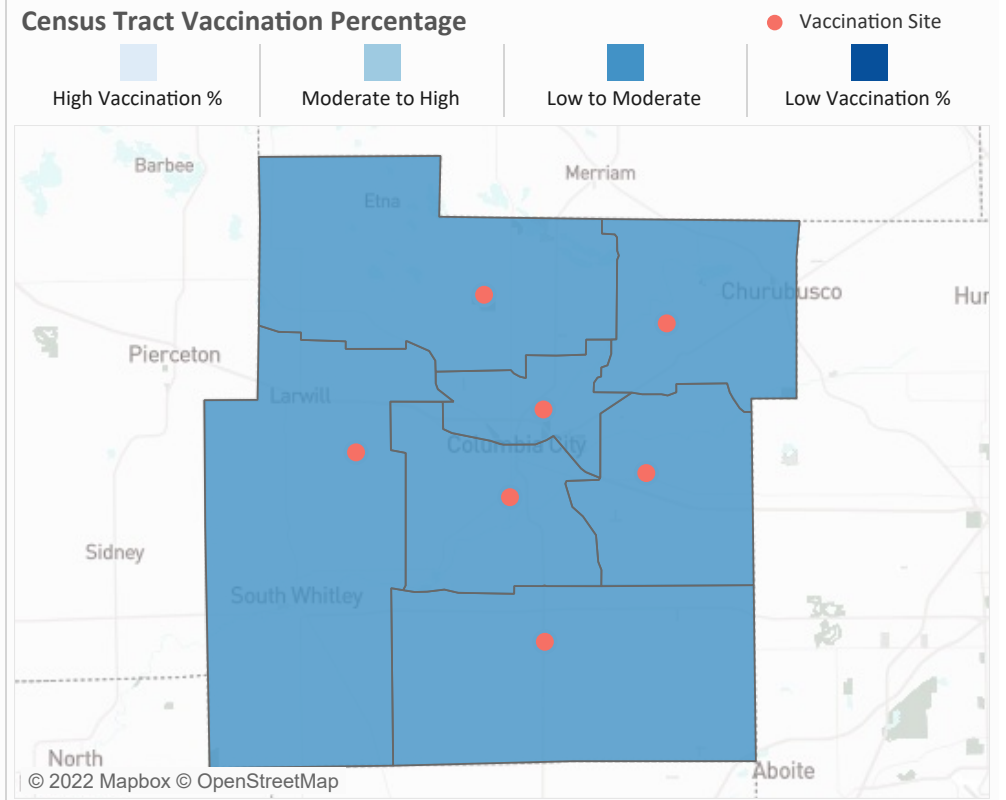 Census Tract Vaccination Percentage
Vaccination Site
High Vaccination %
Moderate to High
Low to Moderate
Low Vaccination %
Barbee
Merriam
Etna
Churubusco
Hur
Pierceton
Larwill
Columbia City
Sidney
South Whitley
North
Aboite
© 2022 Mapbox © OpenStreetMap